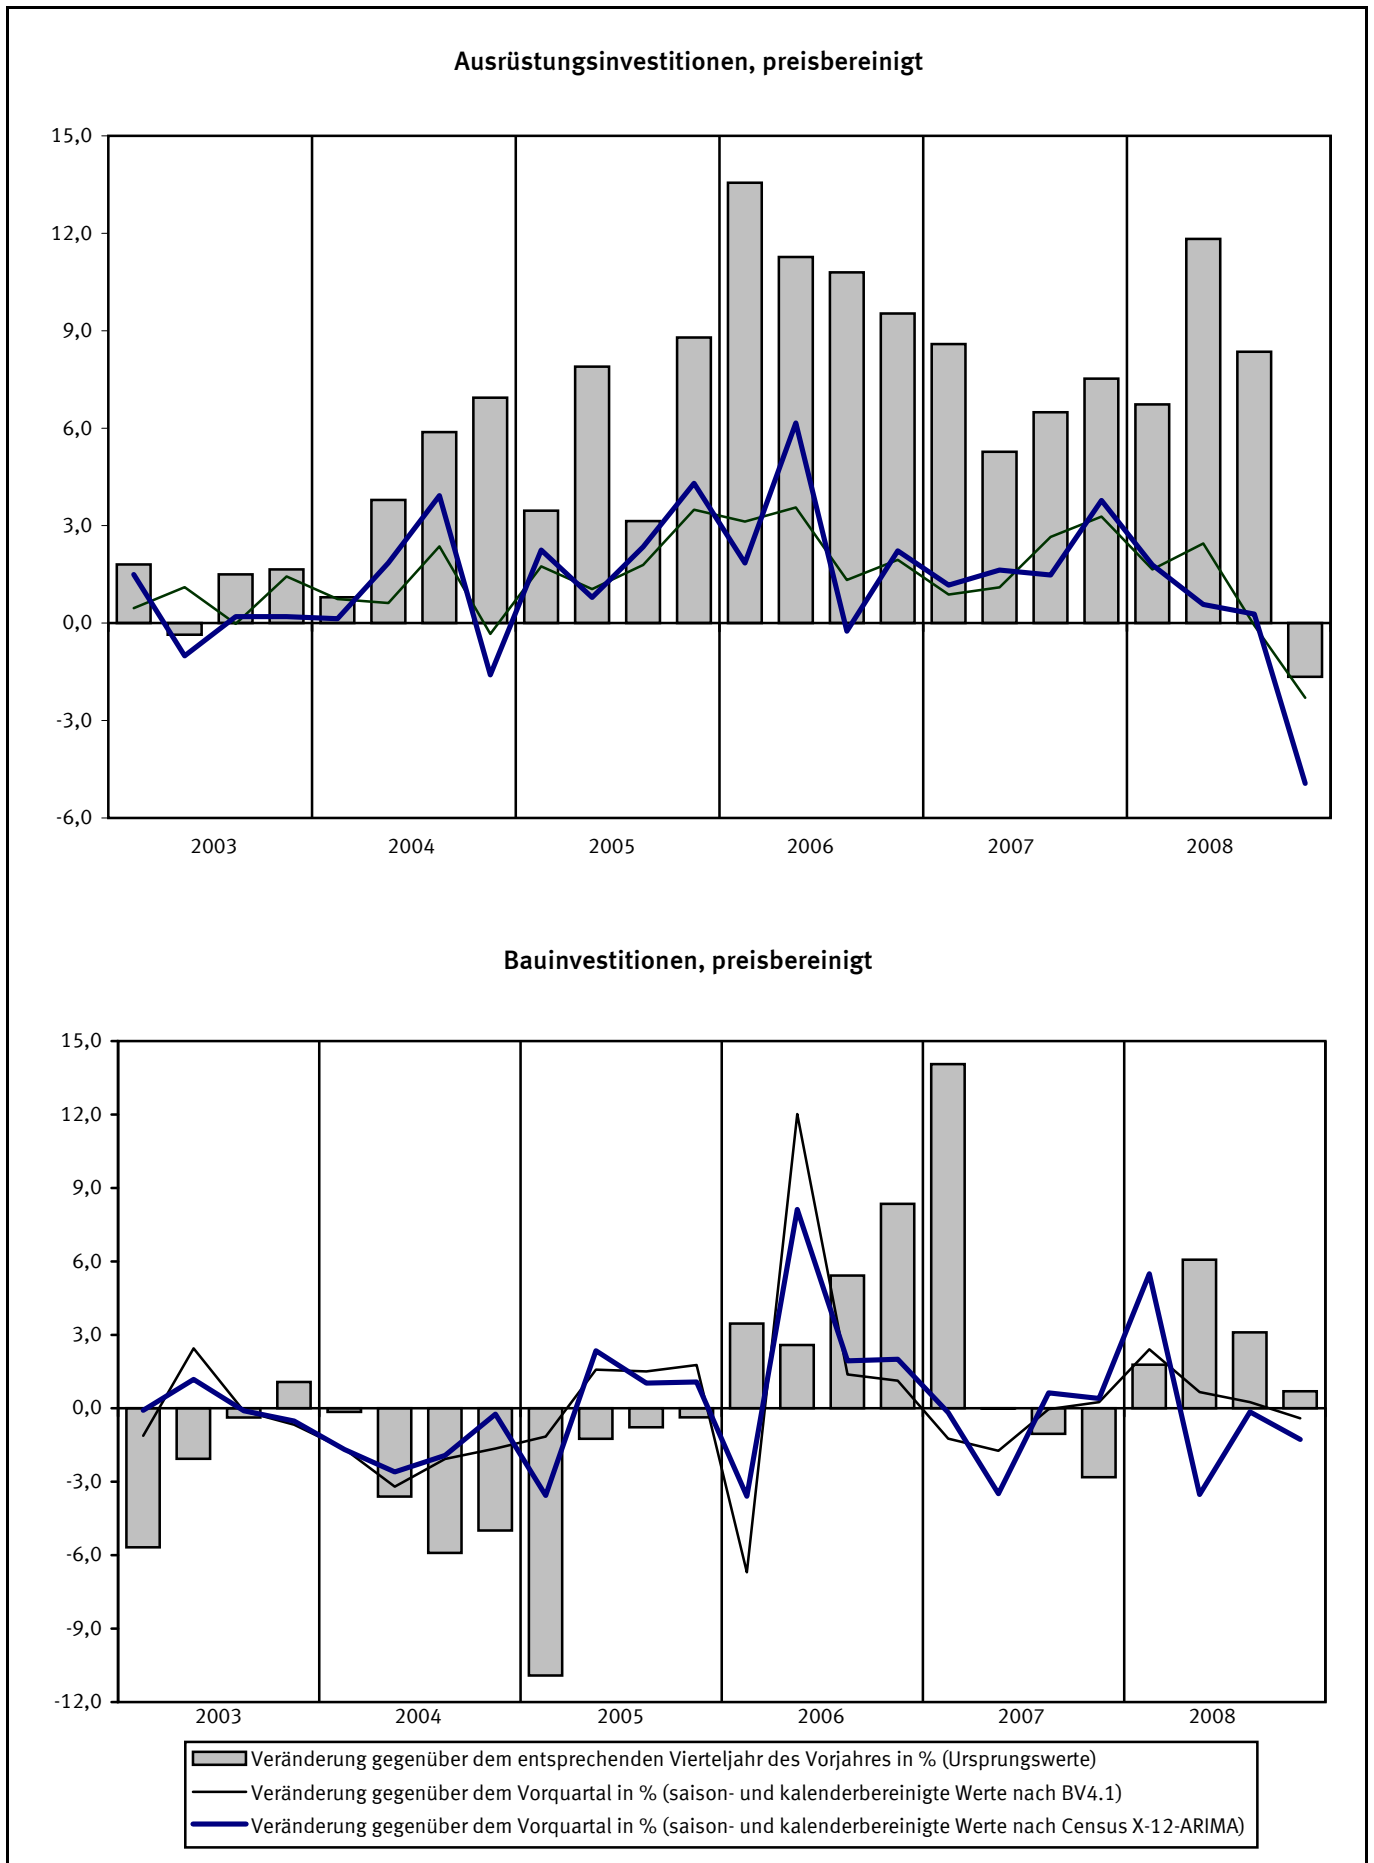 Ausrüstungsinvestitionen, preisbereinigt
15,0
12,0
9,0
6,0
3,0
0,0
-3,0
-6,0
2003 2004 2005 2006 2007 2008
Bauinvestitionen, preisbereinigt
15,0
12,0
9,0
6,0
3,0
0,0
-3,0
-6,0
-9,0
-12,0
2003 2004 2005 2006 2007 2008
Veränderung gegenüber dem entsprechenden Vierteljahr des Vorjahres in % (Ursprungswerte)
Veränderung gegenüber dem Vorquartal in % (saison- und kalenderbereinigte Werte nach BV4.1)
Veränderung gegenüber dem Vorquartal in % (saison- und kalenderbereinigte Werte nach Census X-12-ARIMA)